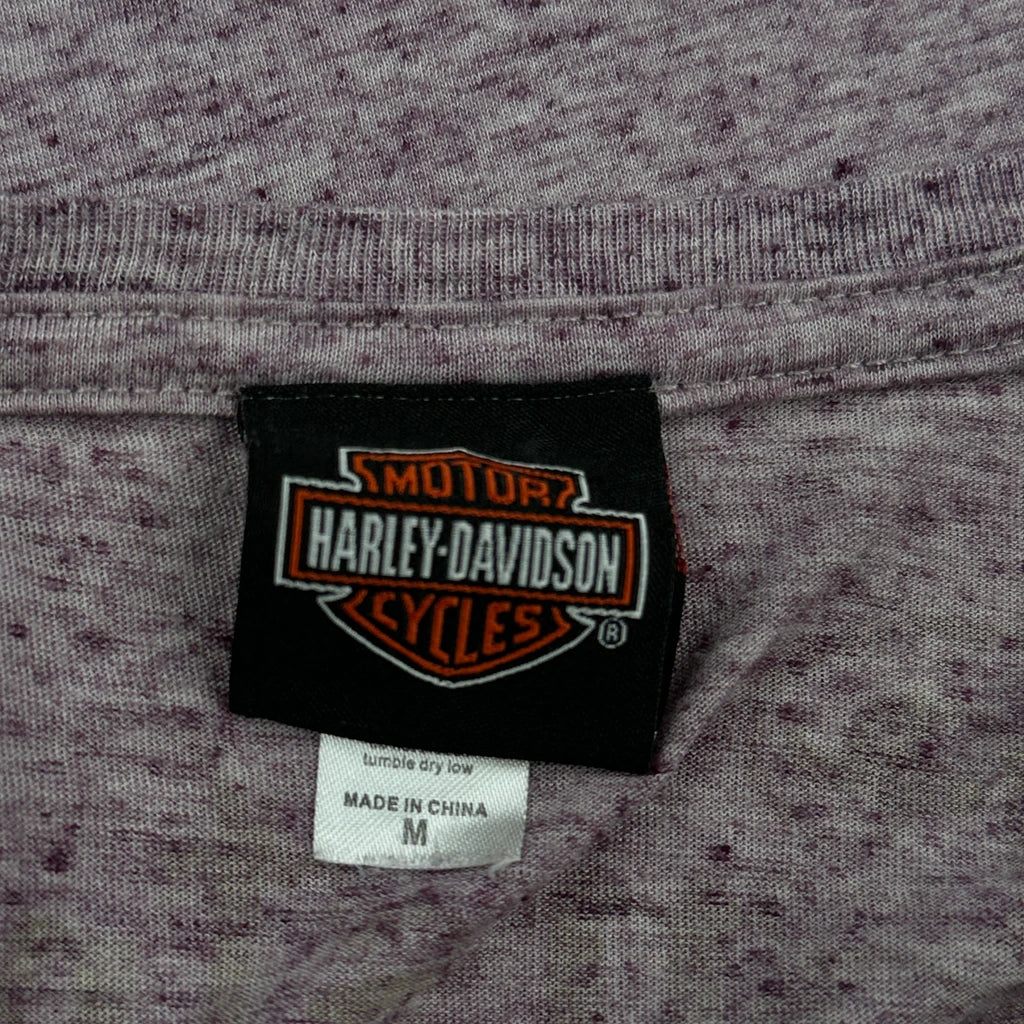 MOTOR
HARLEY-DAVIDSON
CYCLES
®
tumble dry low
MADE IN CHINA
M